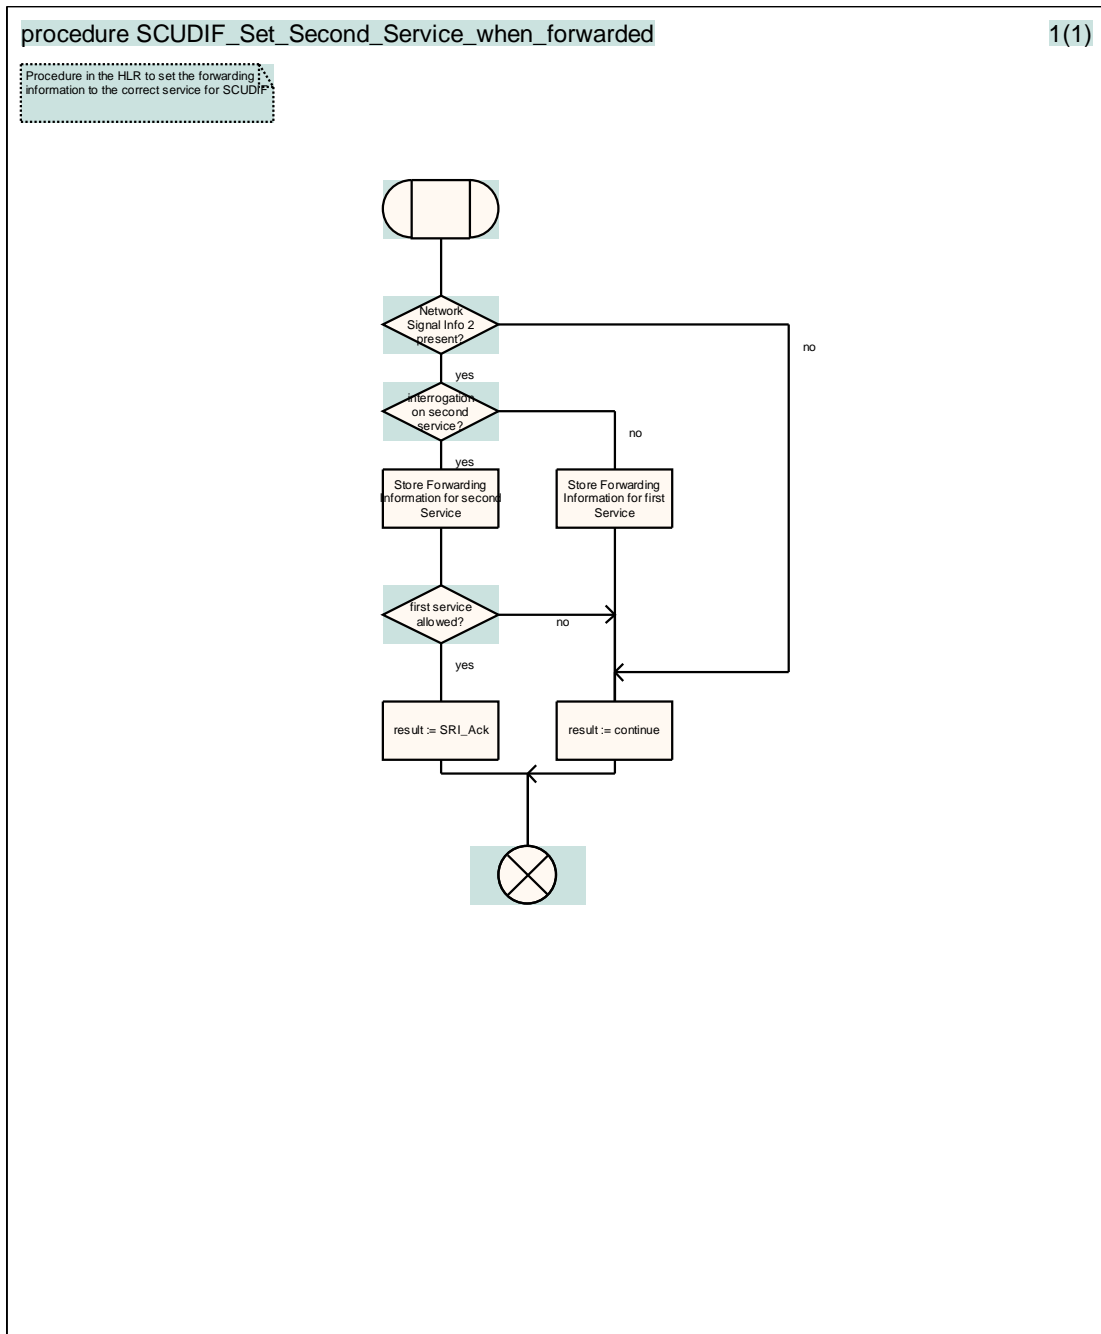 procedure SCUDIF_Set_Second_Service_when_forwarded
1(1)
Procedure in the HLR to set the forwarding
information to the correct service for SCUDIF
Network
Signal Info 2
present?
no
yes
interrogation
on second
service?
no
yes
Store Forwarding
Information for second
Service
Store Forwarding
Information for first
Service
first service
allowed?
no
yes
result := SRI_Ack
result := continue